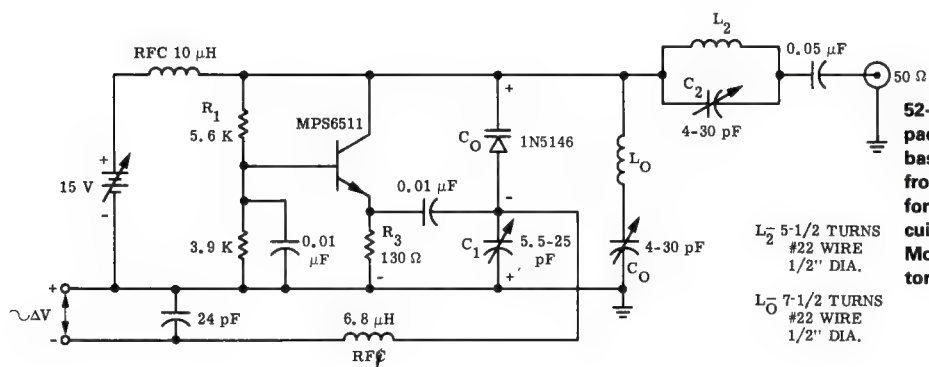 L2
RFC 10 μH
0.05 μF
C2
50 Ω
R1
5.6 K
MPS6511
4-30 pF
CO
1N5146
LO
15 V
0.01 μF
3.9 K
0.01
μF
R3
130 Ω
C1
5.5-25
pF
4-30 pF
CO
24 pF
6.8 μH
RFC
∿ΔV
L2- 5-1/2 TURNS
#22 WIRE
1/2" DIA.
LO- 7-1/2 TURNS
#22 WIRE
1/2" DIA.
52-
pac
bas
fro
for
cui
Mo
tor